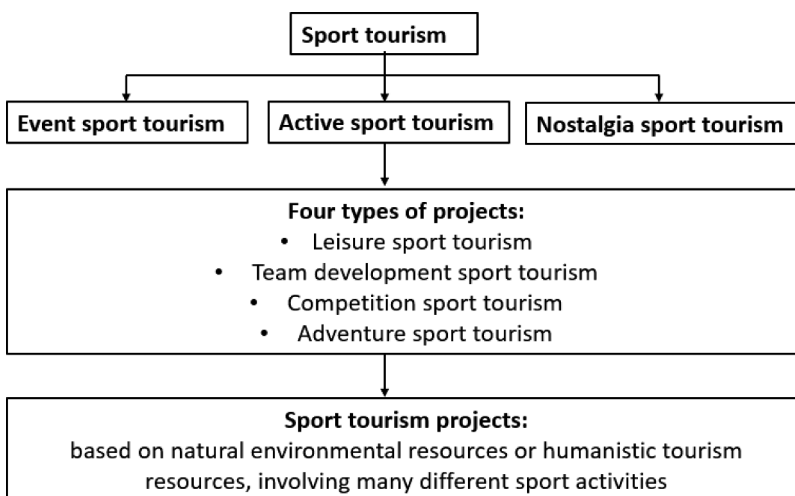 Sport tourism
Event sport tourism
Active sport tourism
Nostalgia sport tourism
Four types of projects:
• Leisure sport tourism
• Team development sport tourism
• Competition sport tourism
• Adventure sport tourism
Sport tourism projects:
based on natural environmental resources or humanistic tourism
resources, involving many different sport activities